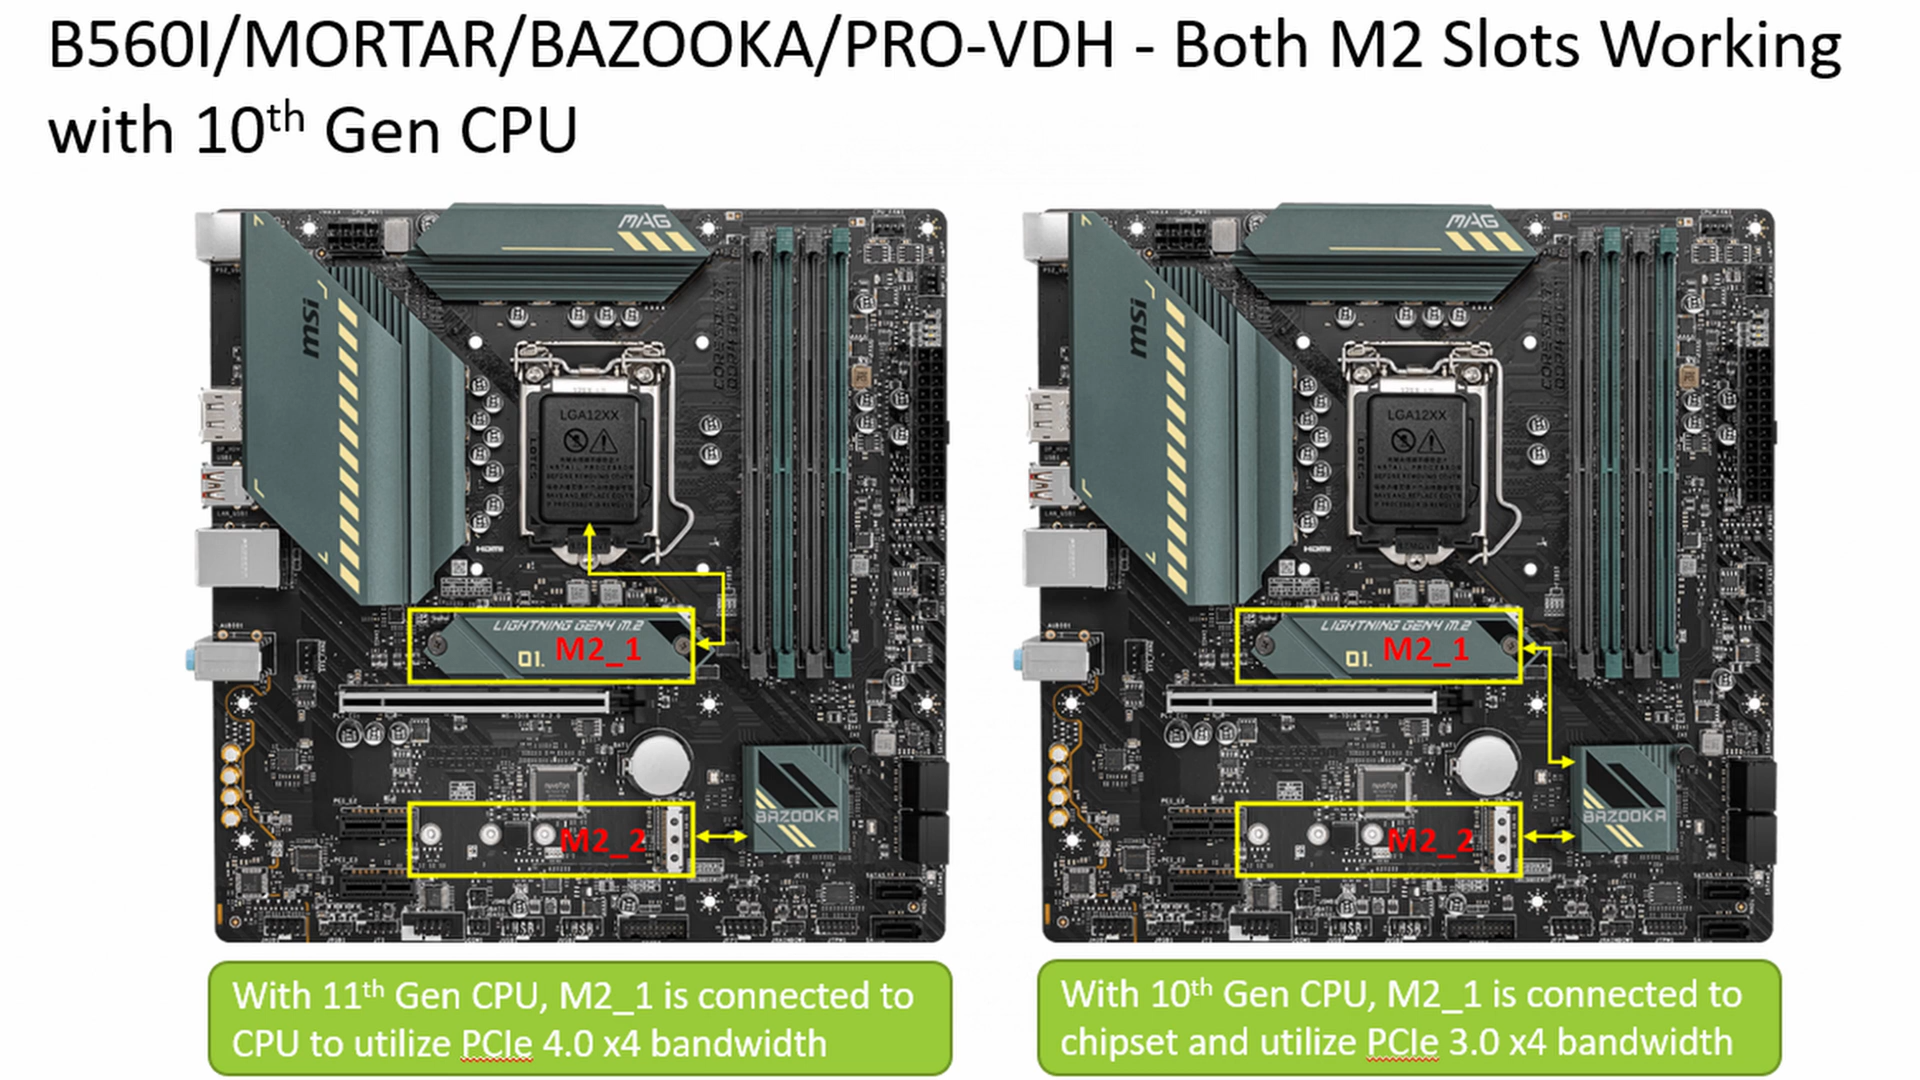 B560I/MORTAR/BAZOOKA/PRO-VDH - Both M2 Slots Working
with 10th Gen CPU
MAG
msi
LGA12XX
HDMI
LIGHTNING GEN4 M.2
01. M2_1
BAZOOKA
M2_2
MAG
msi
LGA12XX
HDMI
LIGHTNING GEN4 M.2
01. M2_1
BAZOOKA
M2_2
With 11th Gen CPU, M2_1 is connected to
CPU to utilize PCIe 4.0 x4 bandwidth
With 10th Gen CPU, M2_1 is connected to
chipset and utilize PCIe 3.0 x4 bandwidth